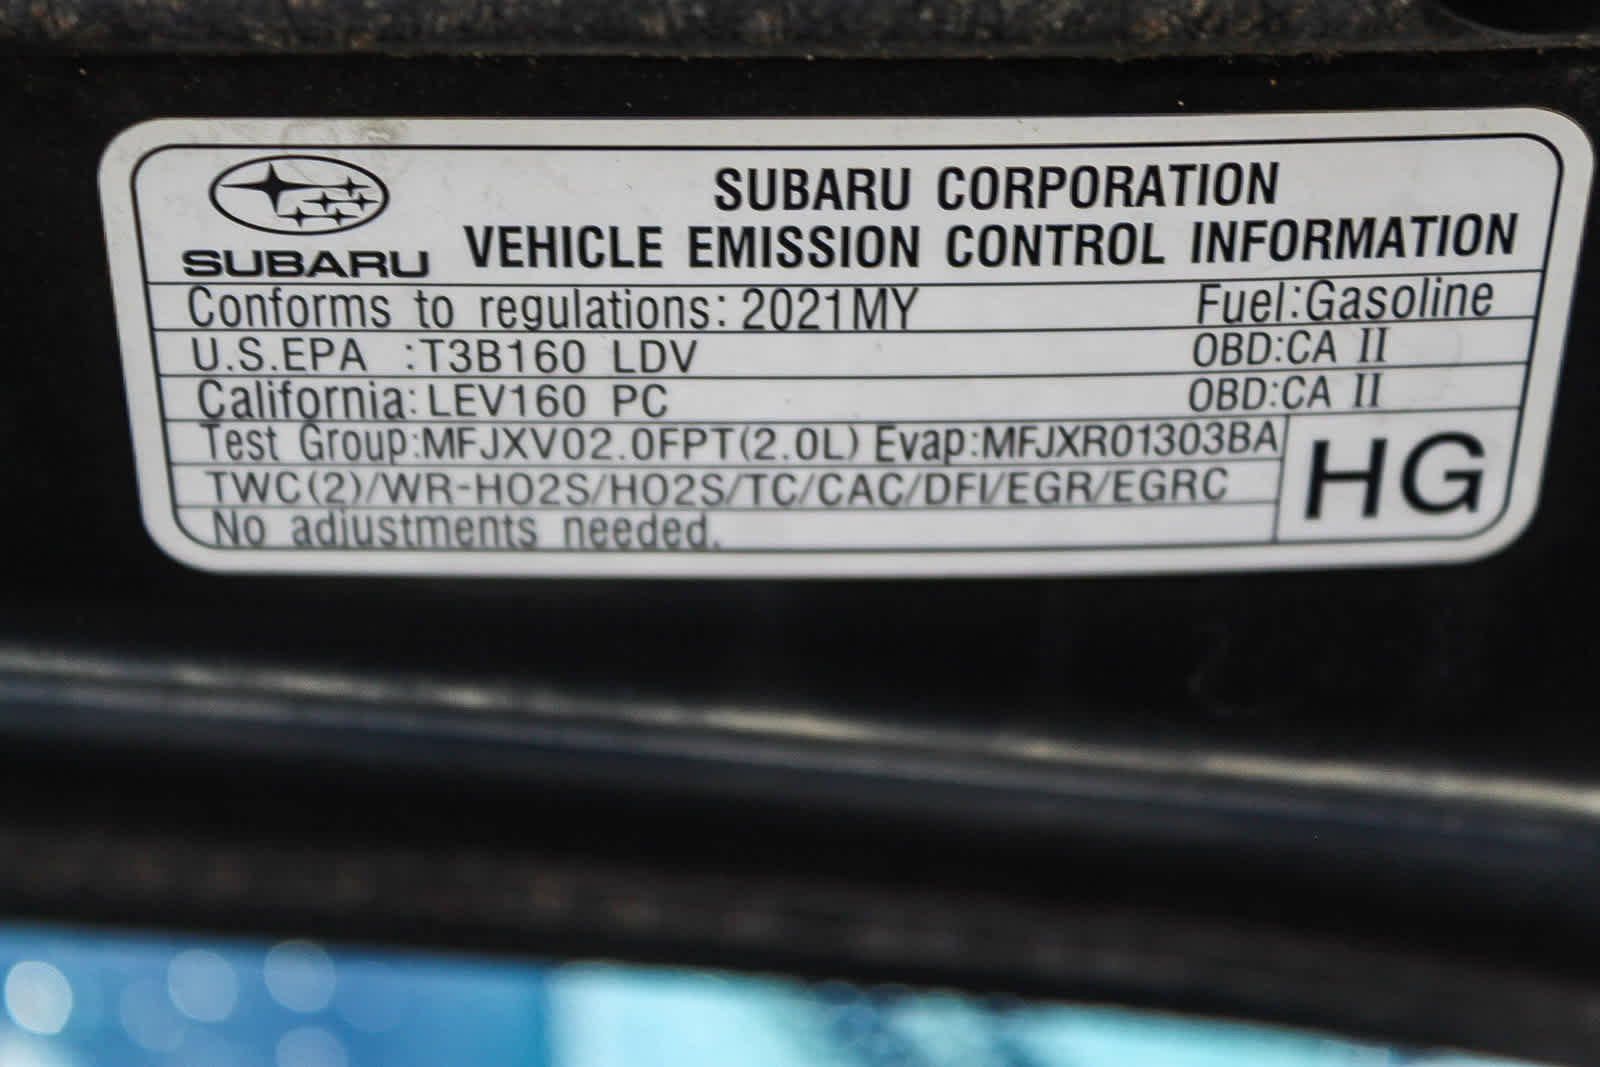 SUBARU
SUBARU CORPORATION
VEHICLE EMISSION CONTROL INFORMATION
Conforms to regulations: 2021MY Fuel:Gasoline
U.S.EPA :T3B160 LDV OBD:CA II
California:LEV160 PC OBD:CA II
Test Group:MFJXV02.0FPT(2.0L) Evap:MFJXR01303BA
TWC(2)/WR-HO2S/HO2S/TC/CAC/DFI/EGR/EGRC
No adjustments needed.
HG